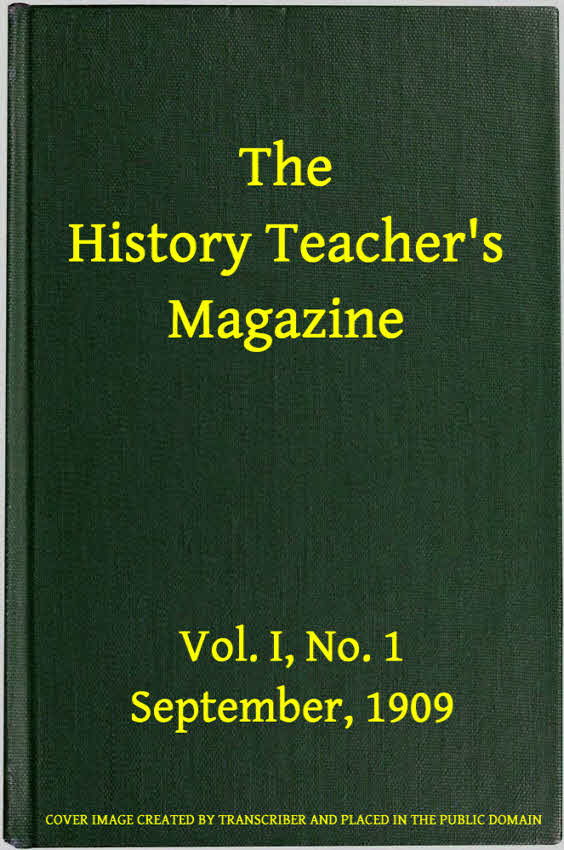 The
History Teacher's
Magazine
Vol. I, No. 1
September, 1909
COVER IMAGE CREATED BY TRANSCRIBER AND PLACED IN THE PUBLIC DOMAIN